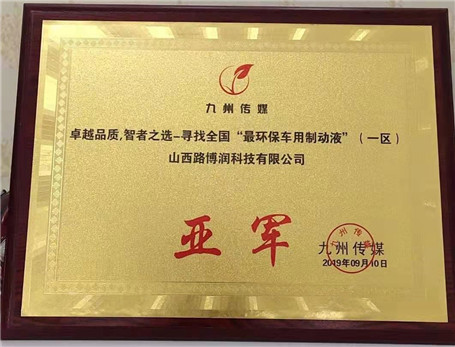 九州传媒
卓越品质,智者之选-寻找全国“最环保车用制动液”（一区）
山西路博润科技有限公司
亚军
九州传媒
2019年09月10日